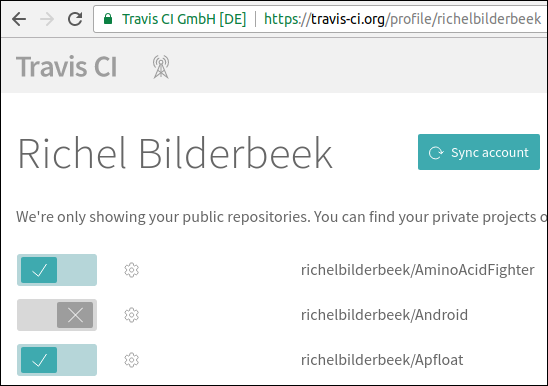 Travis CI GmbH [DE] https://travis-ci.org/profile/richelbilderbeek
Travis CI
Richel Bilderbeek
Sync account
We're only showing your public repositories. You can find your private projects o
richelbilderbeek/AminoAcidFighter
richelbilderbeek/Android
richelbilderbeek/Apfloat